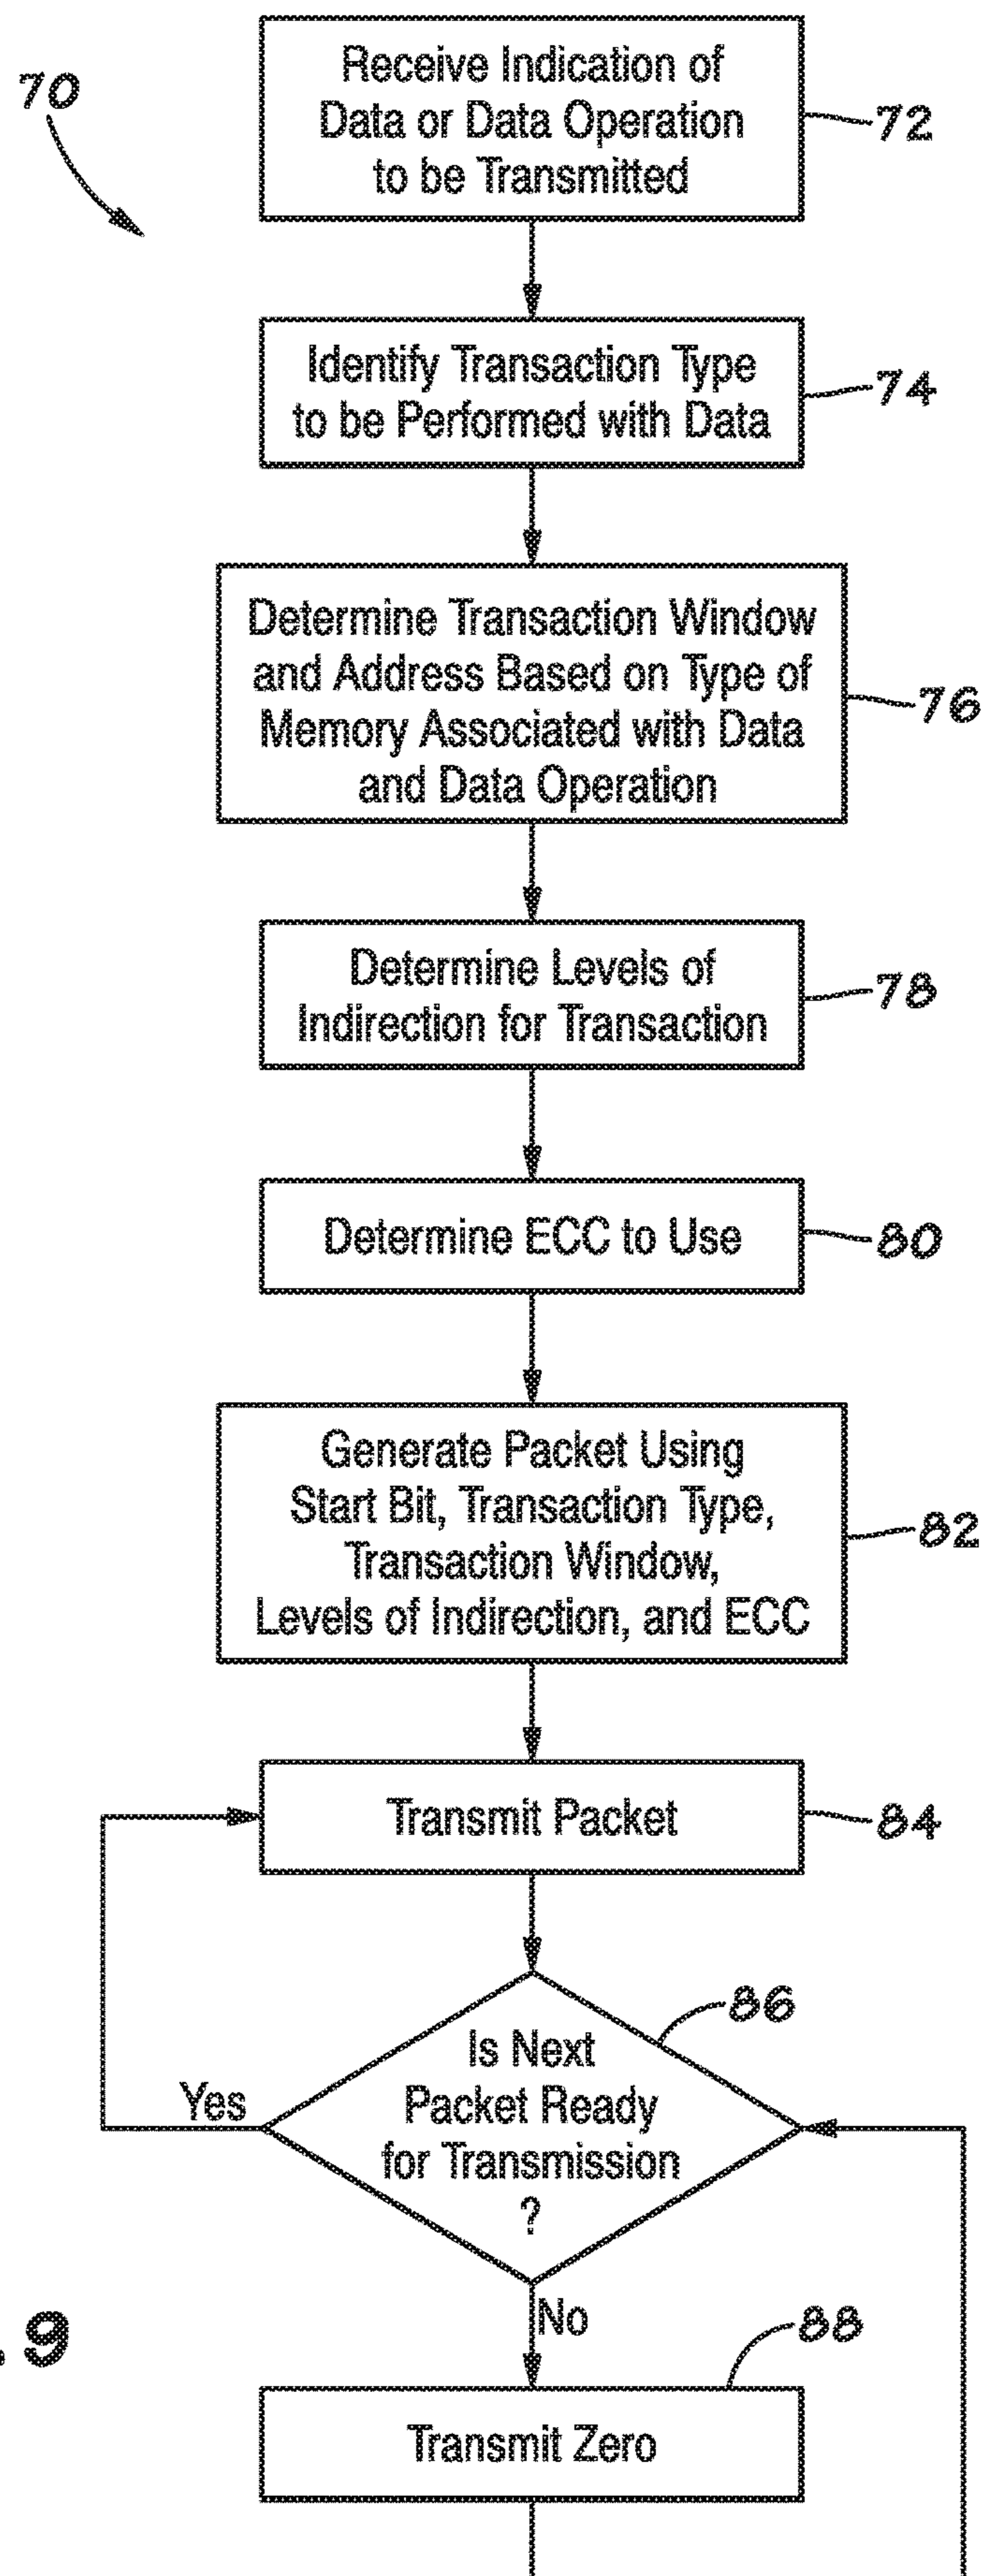 70
Receive Indication of
Data or Data Operation
to be Transmitted
72
Identify Transaction Type
to be Performed with Data
74
Determine Transaction Window
and Address Based on Type of
Memory Associated with Data
and Data Operation
76
Determine Levels of
Indirection for Transaction
78
Determine ECC to Use
80
Generate Packet Using
Start Bit, Transaction Type,
Transaction Window,
Levels of Indirection, and ECC
82
Transmit Packet
84
Is Next
Packet Ready
for Transmission
?
86
Yes
No
. 9
Transmit Zero
88